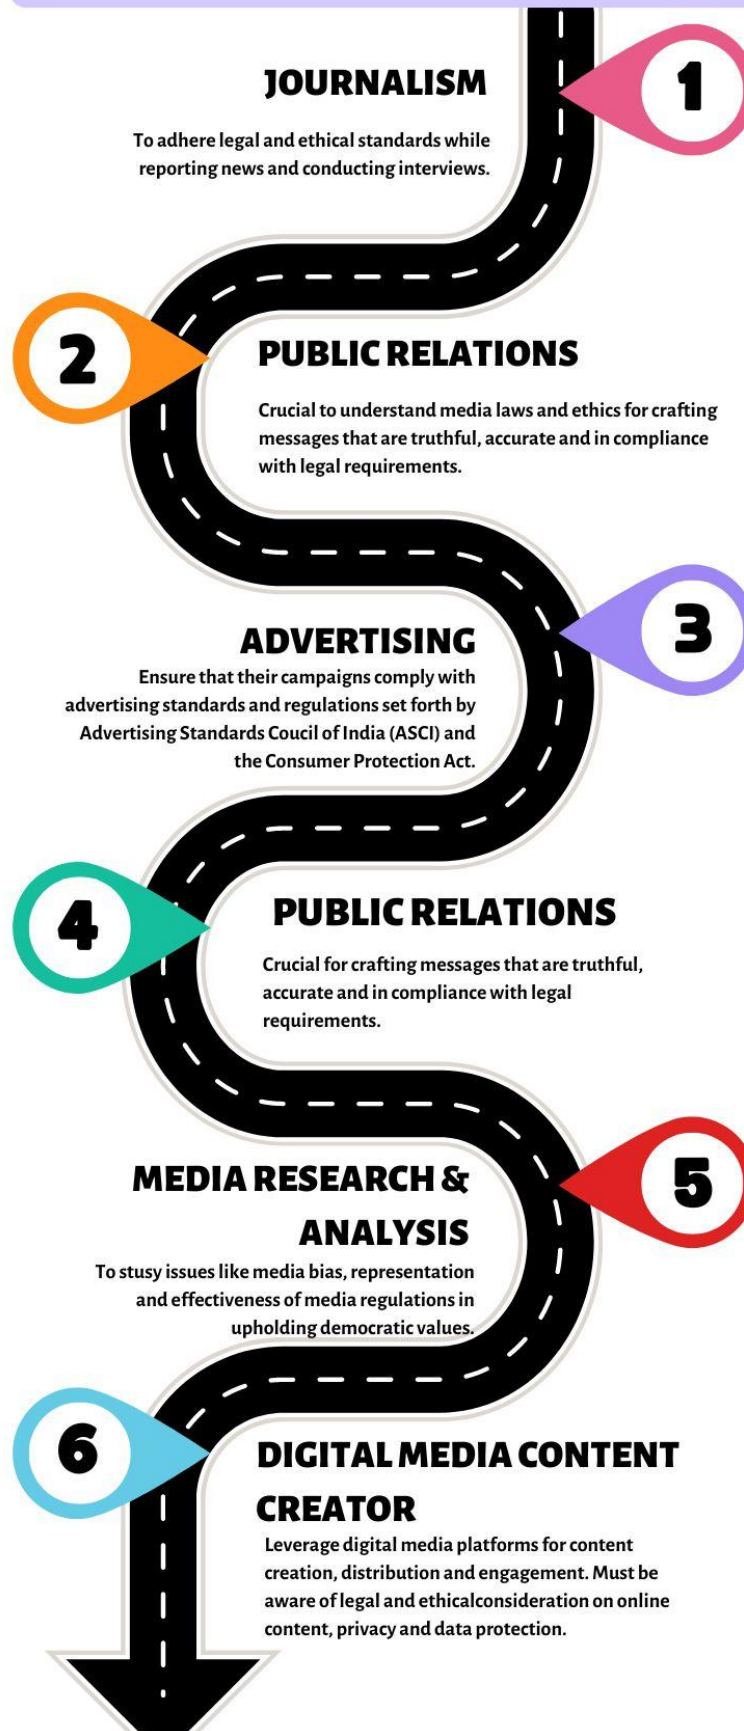 1
JOURNALISM
To adhere legal and ethical standards while
reporting news and conducting interviews.
2
PUBLIC RELATIONS
Crucial to understand media laws and ethics for crafting
messages that are truthful, accurate and in compliance
with legal requirements.
3
ADVERTISING
Ensure that their campaigns comply with
advertising standards and regulations set forth by
Advertising Standards Coucil of India (ASCI) and
the Consumer Protection Act.
4
PUBLIC RELATIONS
Crucial for crafting messages that are truthful,
accurate and in compliance with legal
requirements.
5
MEDIA RESEARCH &
ANALYSIS
To stusy issues like media bias, representation
and effectiveness of media regulations in
upholding democratic values.
6
DIGITAL MEDIA CONTENT
CREATOR
Leverage digital media platforms for content
creation, distribution and engagement. Must be
aware of legal and ethicalconsideration on online
content, privacy and data protection.